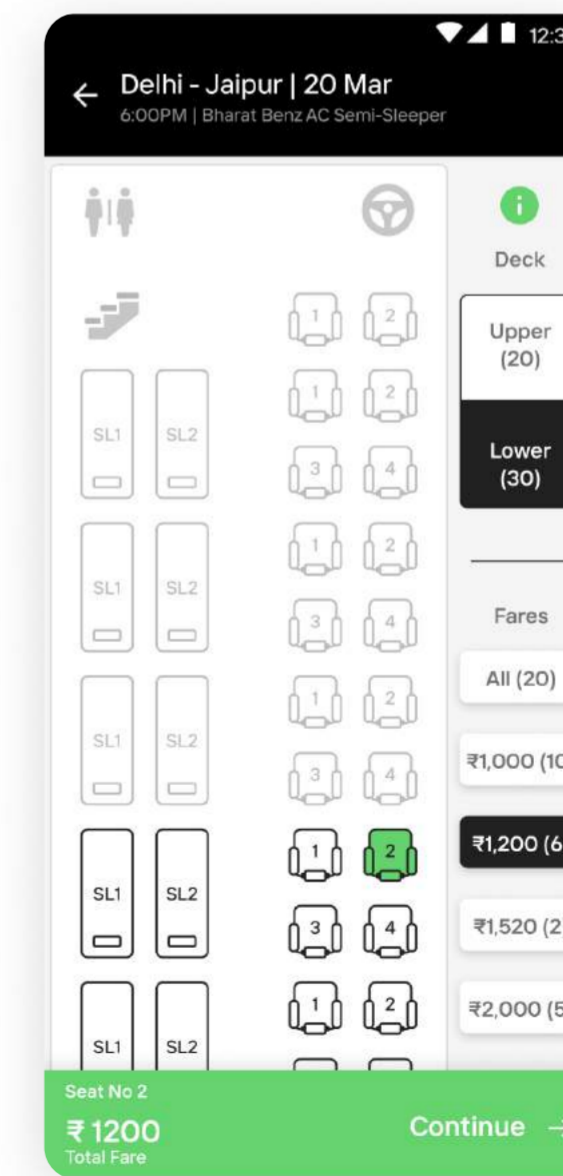 12:3
Delhi - Jaipur | 20 Mar
6:00PM | Bharat Benz AC Semi-Sleeper
i
Deck
1 2
Upper
(20)
1 2
SL1 SL2
Lower
(30)
3 4
1 2
SL1 SL2
3 4
Fares
All (20)
1 2
SL1 SL2
3 4
₹1,000 (10
1 2
₹1,200 (6
SL1 SL2
3 4
₹1,520 (2
1 2
₹2,000 (5
SL1 SL2
Seat No 2
₹ 1200
Total Fare
Continue →